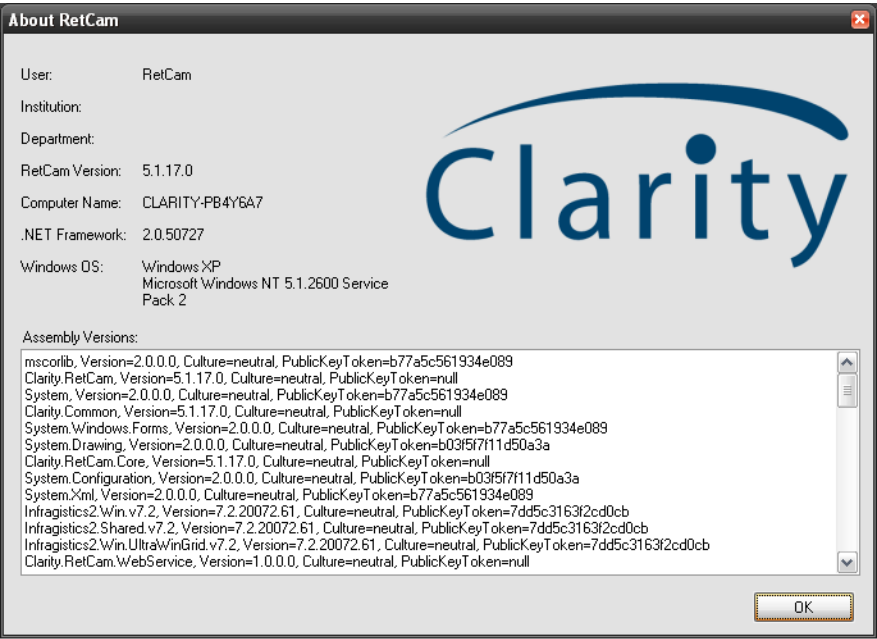 About RetCam
Clarity
User: RetCam
Institution:
Department:
RetCam Version: 5.1.17.0
Computer Name: CLARITY-PB4Y6A7
.NET Framework: 2.0.50727
Windows OS: Windows XP
Microsoft Windows NT 5.1.2600 Service
Pack 2
Assembly Versions:
mscorlib, Version=2.0.0.0, Culture=neutral, PublicKeyToken=b77a5c561934e089
Clarity.RetCam, Version=5.1.17.0, Culture=neutral, PublicKeyToken=null
System, Version=2.0.0.0, Culture=neutral, PublicKeyToken=b77a5c561934e089
Clarity.Common, Version=5.1.17.0, Culture=neutral, PublicKeyToken=null
System.Windows.Forms, Version=2.0.0.0, Culture=neutral, PublicKeyToken=b77a5c561934e089
System.Drawing, Version=2.0.0.0, Culture=neutral, PublicKeyToken=b03f5f7f11d50a3a
Clarity.RetCam.Core, Version=5.1.17.0, Culture=neutral, PublicKeyToken=null
System.Configuration, Version=2.0.0.0, Culture=neutral, PublicKeyToken=b03f5f7f11d50a3a
System.Xml, Version=2.0.0.0, Culture=neutral, PublicKeyToken=b77a5c561934e089
Infragistics2.Win.v7.2, Version=7.2.20072.61, Culture=neutral, PublicKeyToken=7dd5c3163f2cd0cb
Infragistics2.Shared.v7.2, Version=7.2.20072.61, Culture=neutral, PublicKeyToken=7dd5c3163f2cd0cb
Infragistics2.Win.UltraWinGrid.v7.2, Version=7.2.20072.61, Culture=neutral, PublicKeyToken=7dd5c3163f2cd0cb
Clarity.RetCam.WebService, Version=1.0.0.0, Culture=neutral, PublicKeyToken=null
OK